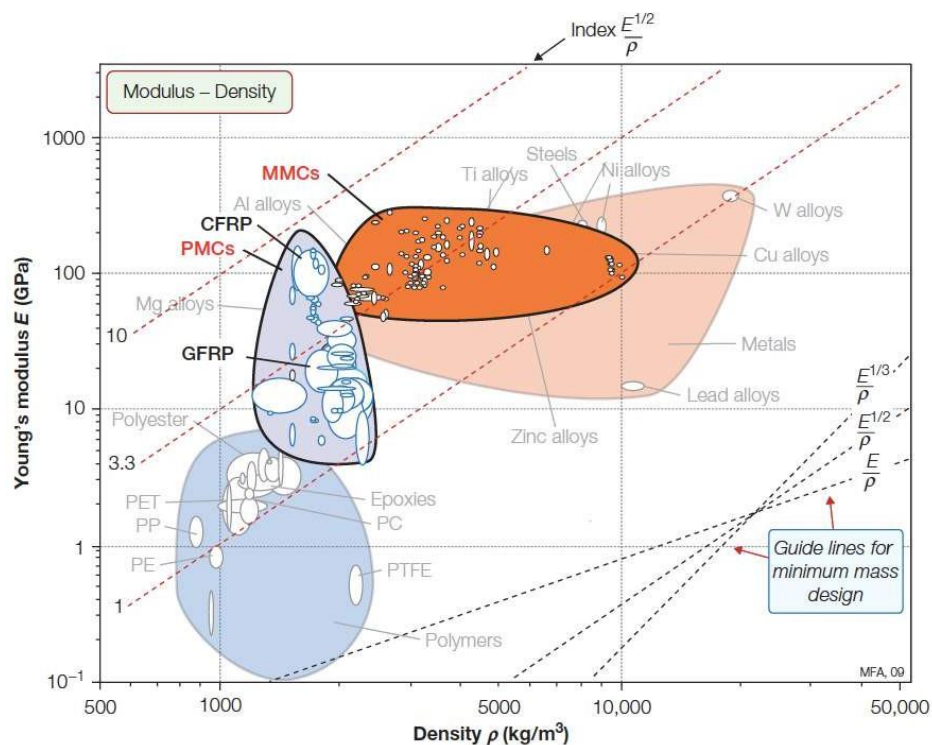 Index E^1/2/ρ
Modulus – Density
1000
100
10
1
10^−1
Young's modulus E (GPa)
MMCs
Al alloys
CFRP
PMCs
Mg alloys
GFRP
Steels
Ti alloys
Ni alloys
W alloys
Cu alloys
Metals
Lead alloys
Zinc alloys
10
3.3
1
Polyester
PET
PP
PE
Epoxies
PC
PTFE
Polymers
E^1/3/ρ
E^1/2/ρ
E/ρ
Guide lines for
minimum mass
design
MFA, 09
500
1000
2000
5000
10,000
50,000
Density ρ (kg/m^3)